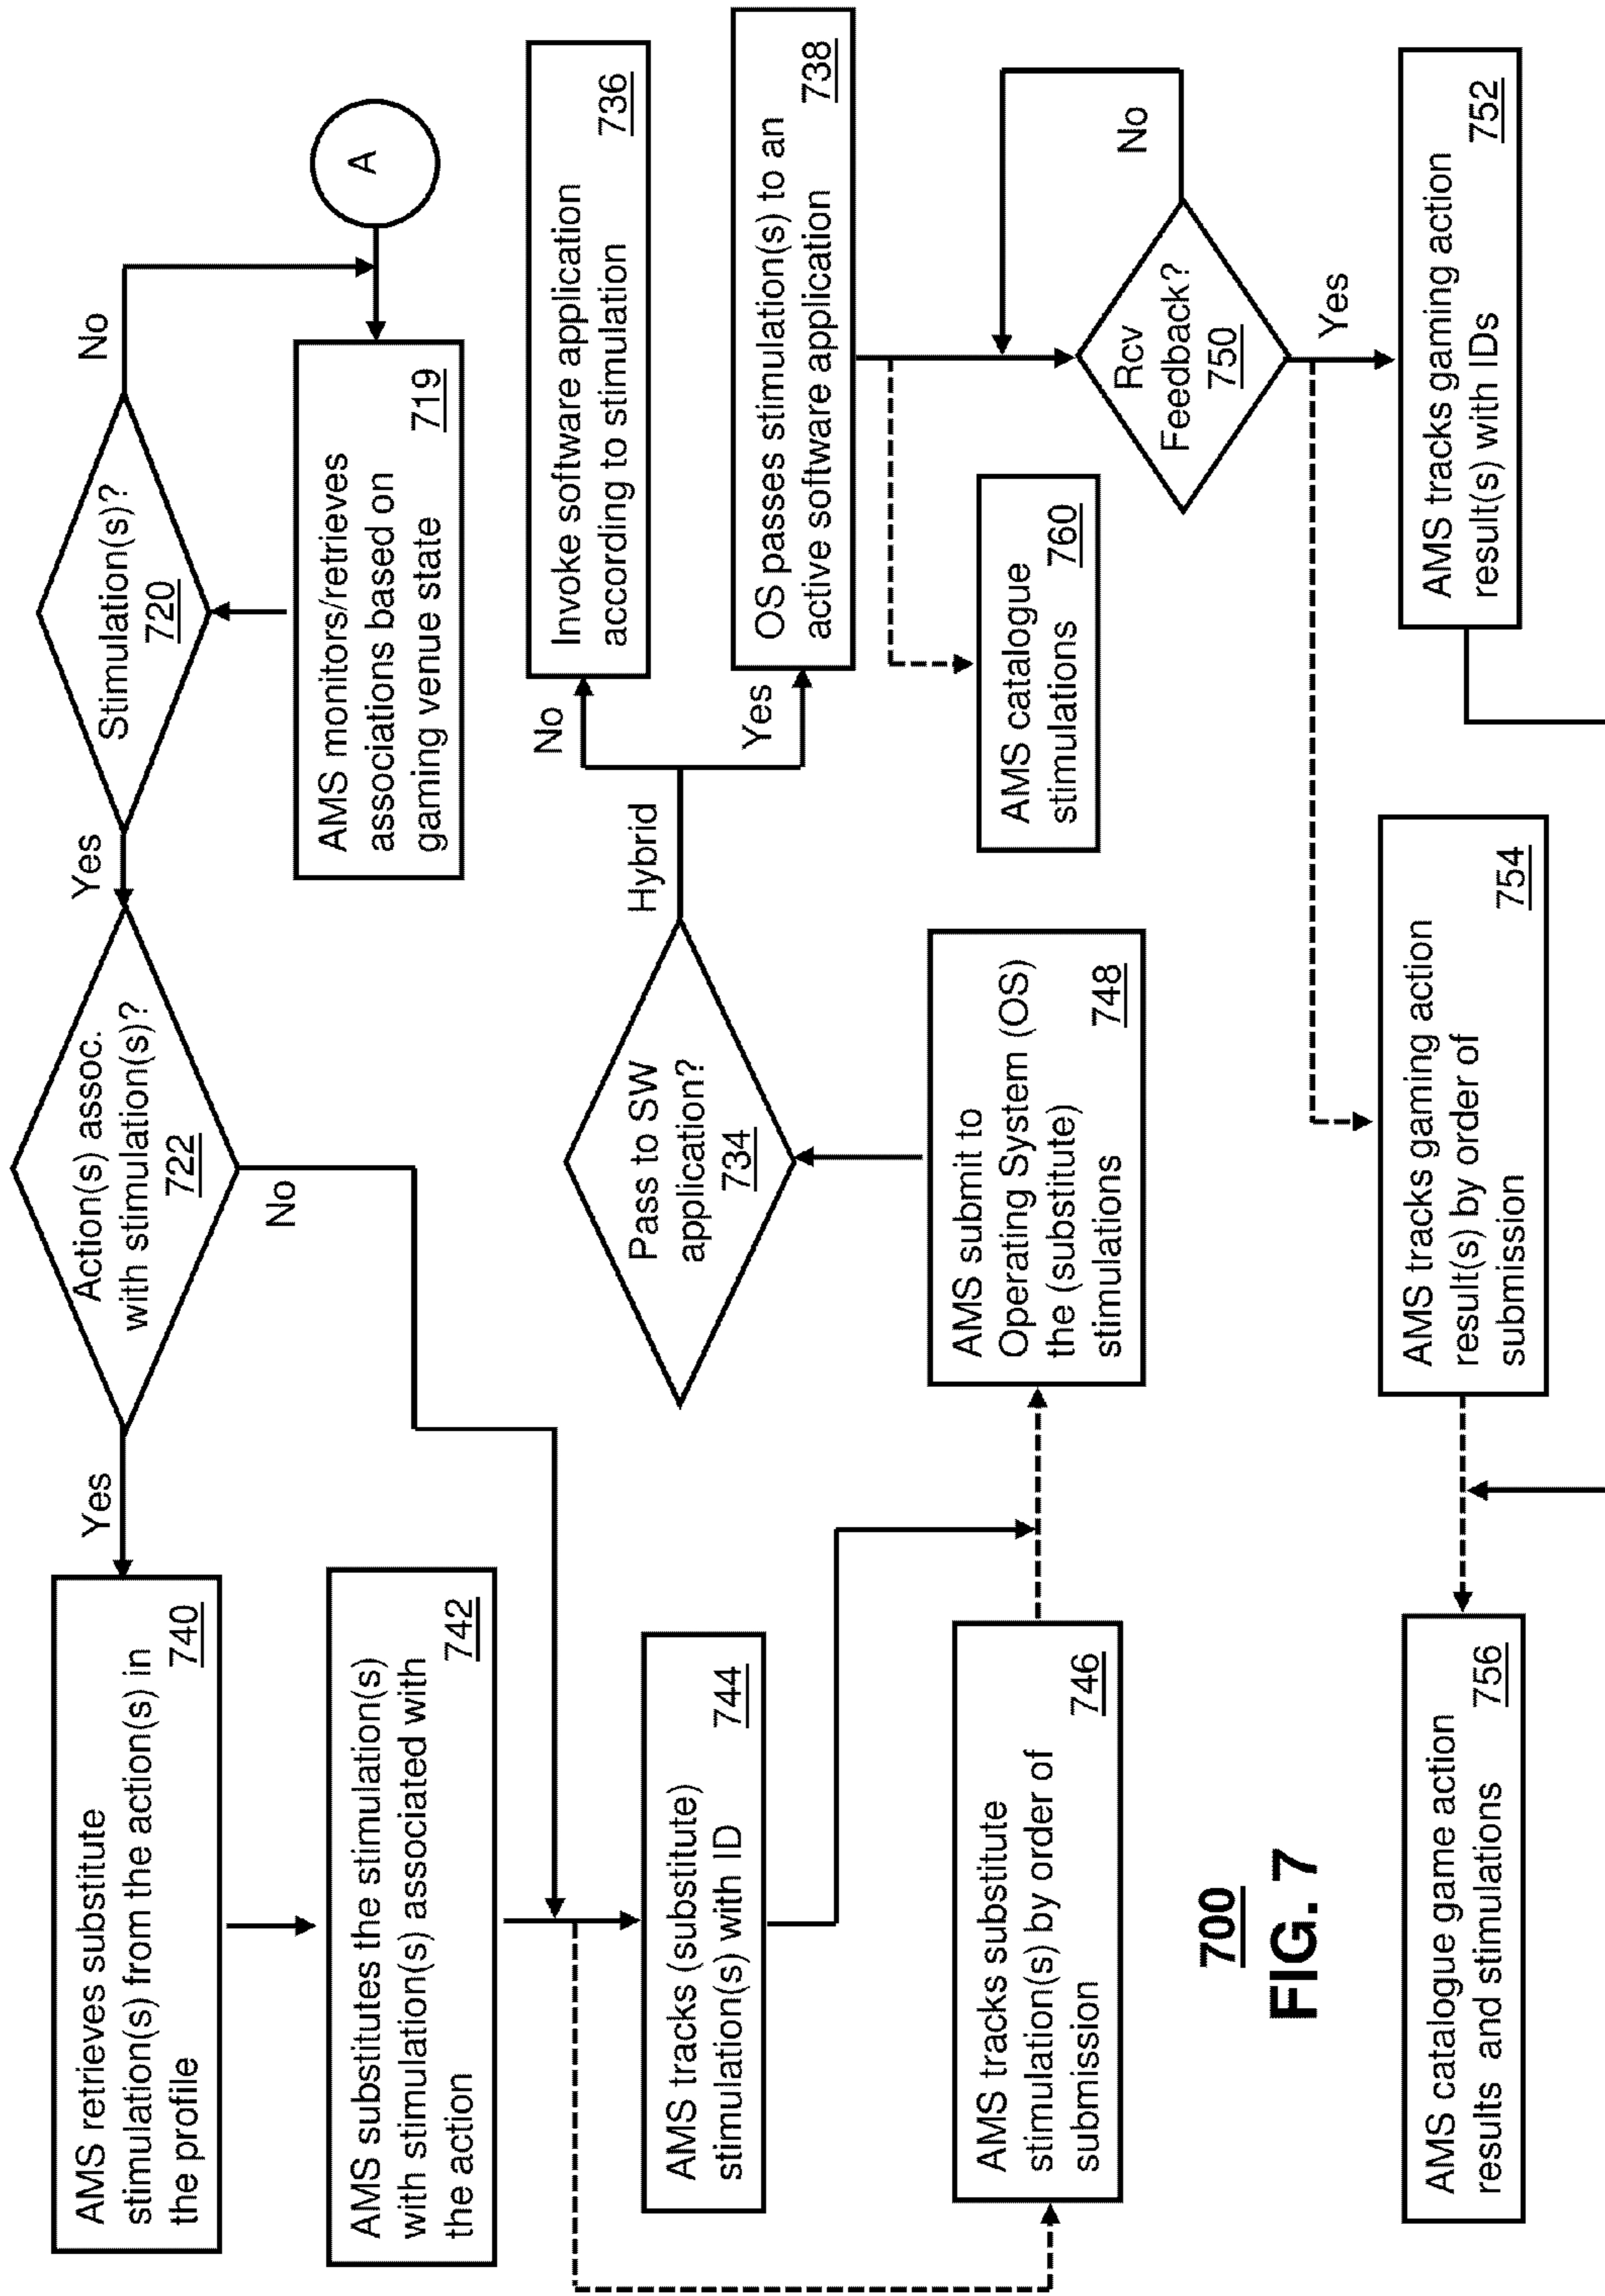 A
AMS monitors/retrieves
associations based on
gaming venue state 719
Stimulation(s)?
720
No
Yes
Action(s) assoc.
with stimulation(s)?
722
No
Yes
AMS retrieves substitute
stimulation(s) from the action(s) in
the profile 740
AMS substitutes the stimulation(s)
with stimulation(s) associated with
the action 742
AMS tracks (substitute)
stimulation(s) with ID 744
AMS tracks substitute
stimulation(s) by order of
submission 746
AMS submit to
Operating System (OS)
the (substitute)
stimulations 748
Pass to SW
application?
734
Hybrid
No
Yes
Invoke software application
according to stimulation 736
OS passes stimulation(s) to an
active software application 738
AMS catalogue
stimulations 760
Rcv
Feedback?
750
No
Yes
AMS tracks gaming action
result(s) with IDs 752
AMS tracks gaming action
result(s) by order of
submission 754
AMS catalogue game action
results and stimulations 756
700
FIG. 7